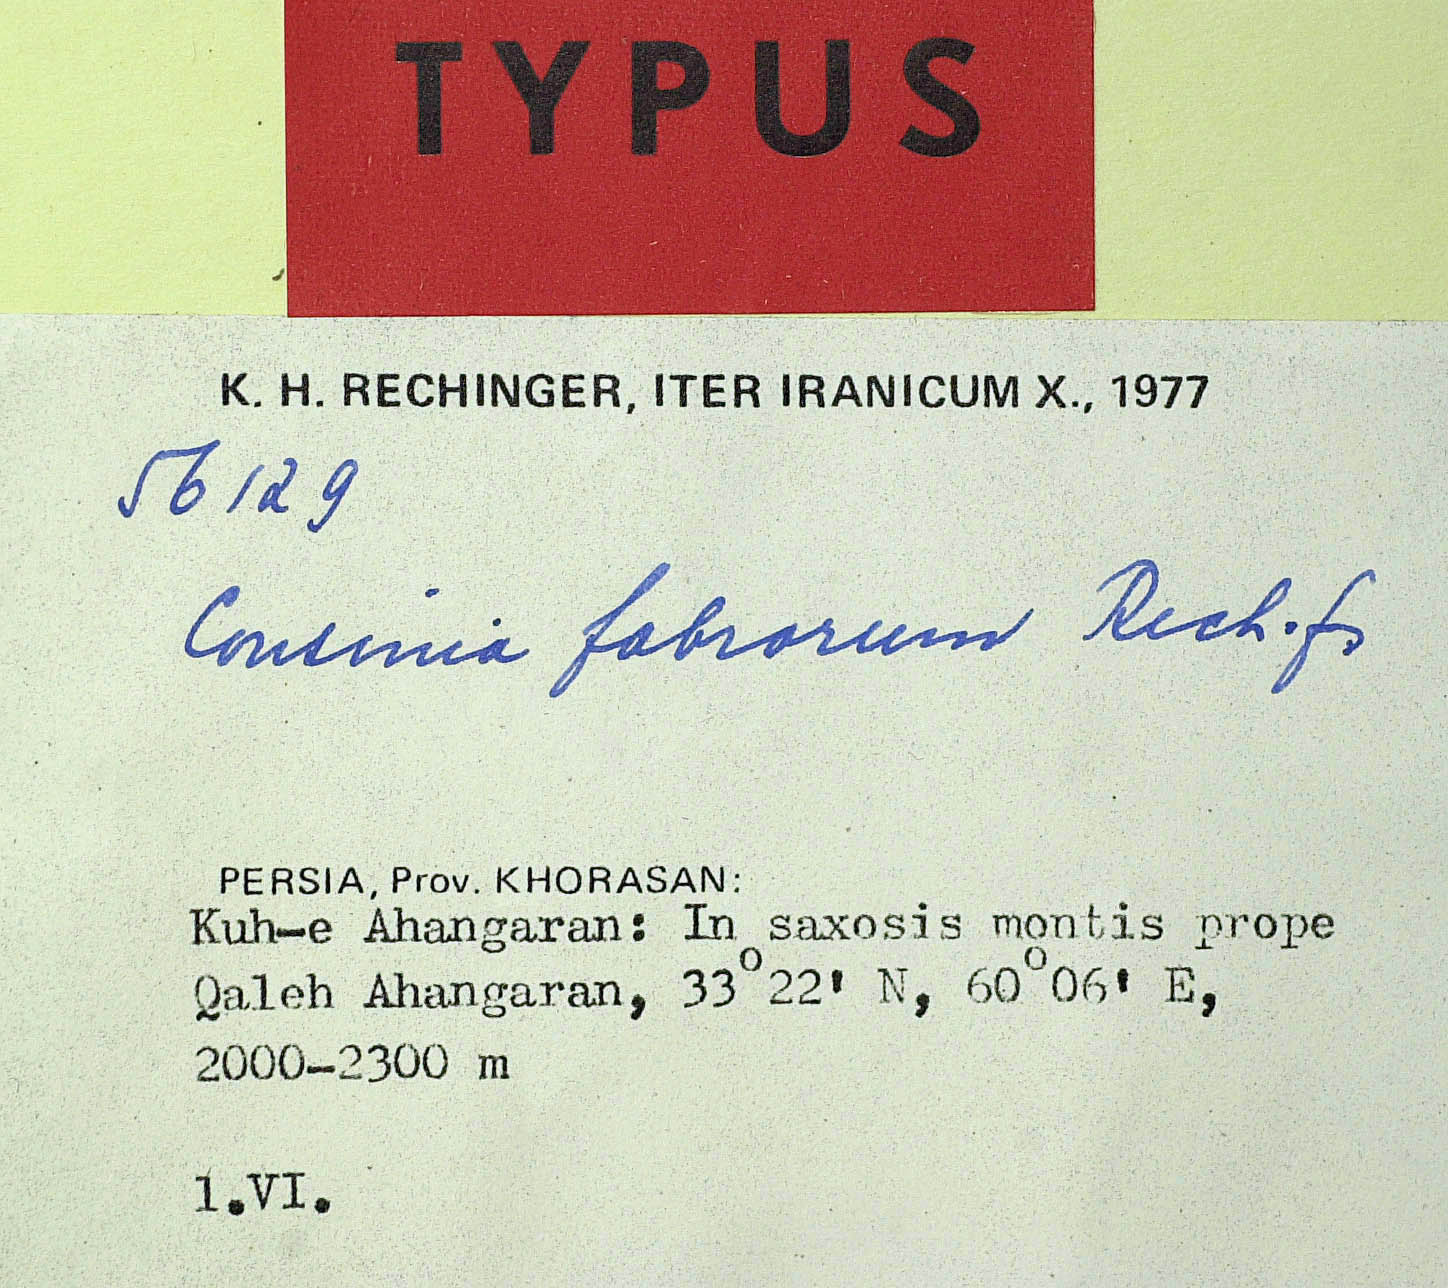 TYPUS
K. H. RECHINGER, ITER IRANICUM X., 1977
56129
Cousinia fabrorum Rech.f.
PERSIA, Prov. KHORASAN:
Kuh-e Ahangaran: In saxosis montis prope
Qaleh Ahangaran, 33°22' N, 60°06' E,
2000-2300 m
1.VI.